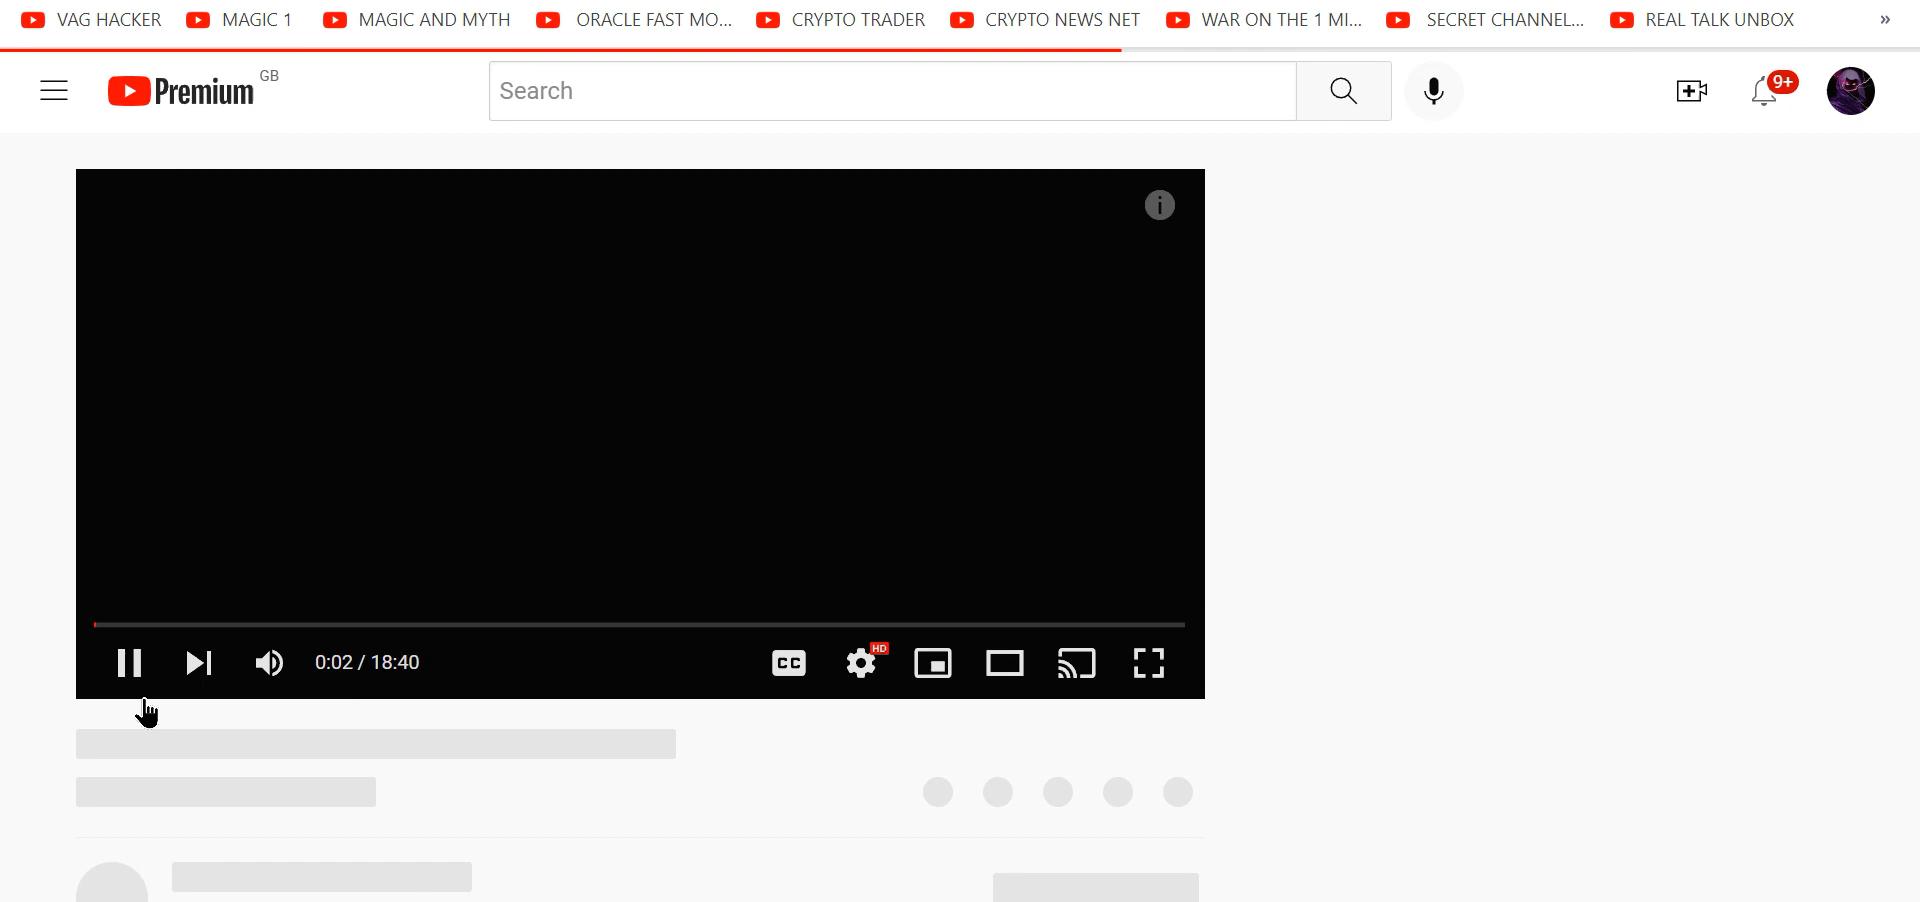 VAG HACKER MAGIC 1 MAGIC AND MYTH ORACLE FAST MO... CRYPTO TRADER CRYPTO NEWS NET WAR ON THE 1 MI... SECRET CHANNEL... REAL TALK UNBOX »
Premium GB Search 9+
i
HD
0:02 / 18:40 CC